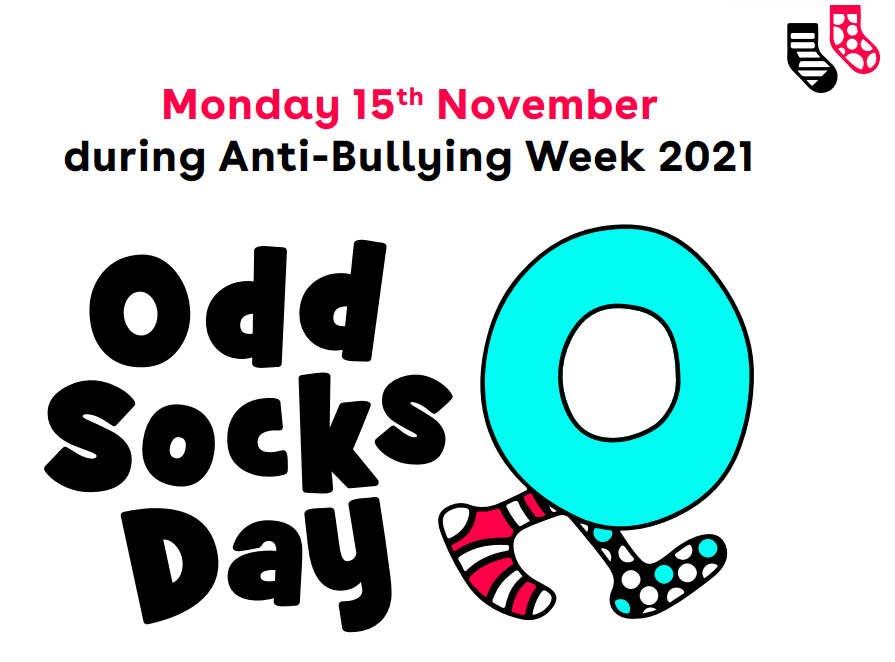 Monday 15th November
during Anti-Bullying Week 2021
Odd
Socks
Day